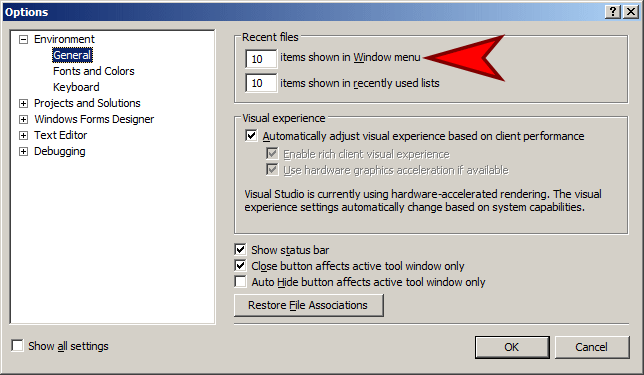 Options
Environment
General
Fonts and Colors
Keyboard
Projects and Solutions
Windows Forms Designer
Text Editor
Debugging
Recent files
10 items shown in Window menu
10 items shown in recently used lists
Visual experience
Automatically adjust visual experience based on client performance
Enable rich client visual experience
Use hardware graphics acceleration if available
Visual Studio is currently using hardware-accelerated rendering. The visual
experience settings automatically change based on system capabilities.
Show status bar
Close button affects active tool window only
Auto Hide button affects active tool window only
Restore File Associations
Show all settings
OK
Cancel